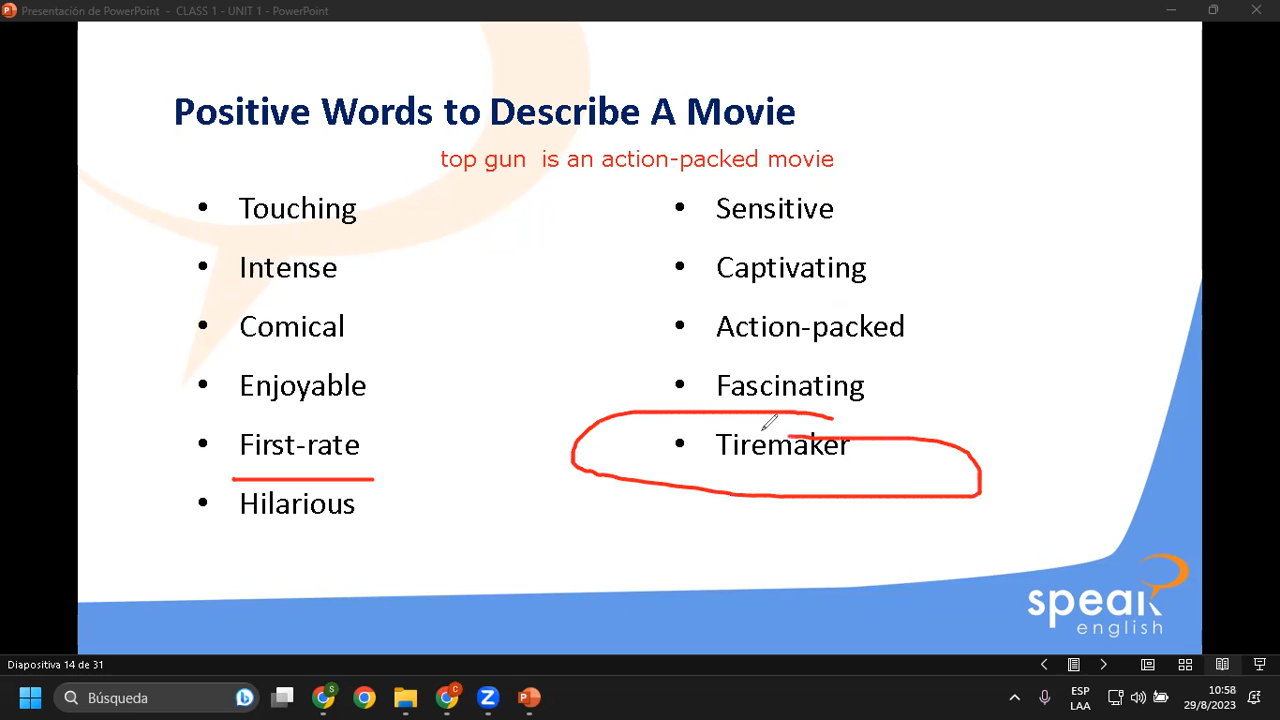 Presentación de PowerPoint - CLASS 1 - UNIT 1 - PowerPoint
Positive Words to Describe A Movie
top gun is an action-packed movie
• Touching
• Intense
• Comical
• Enjoyable
• First-rate
• Hilarious
• Sensitive
• Captivating
• Action-packed
• Fascinating
• Tiremaker
speak
english
Diapositiva 14 de 31
Búsqueda
S
C
Z
ESP
LAA
10:58
29/8/2023